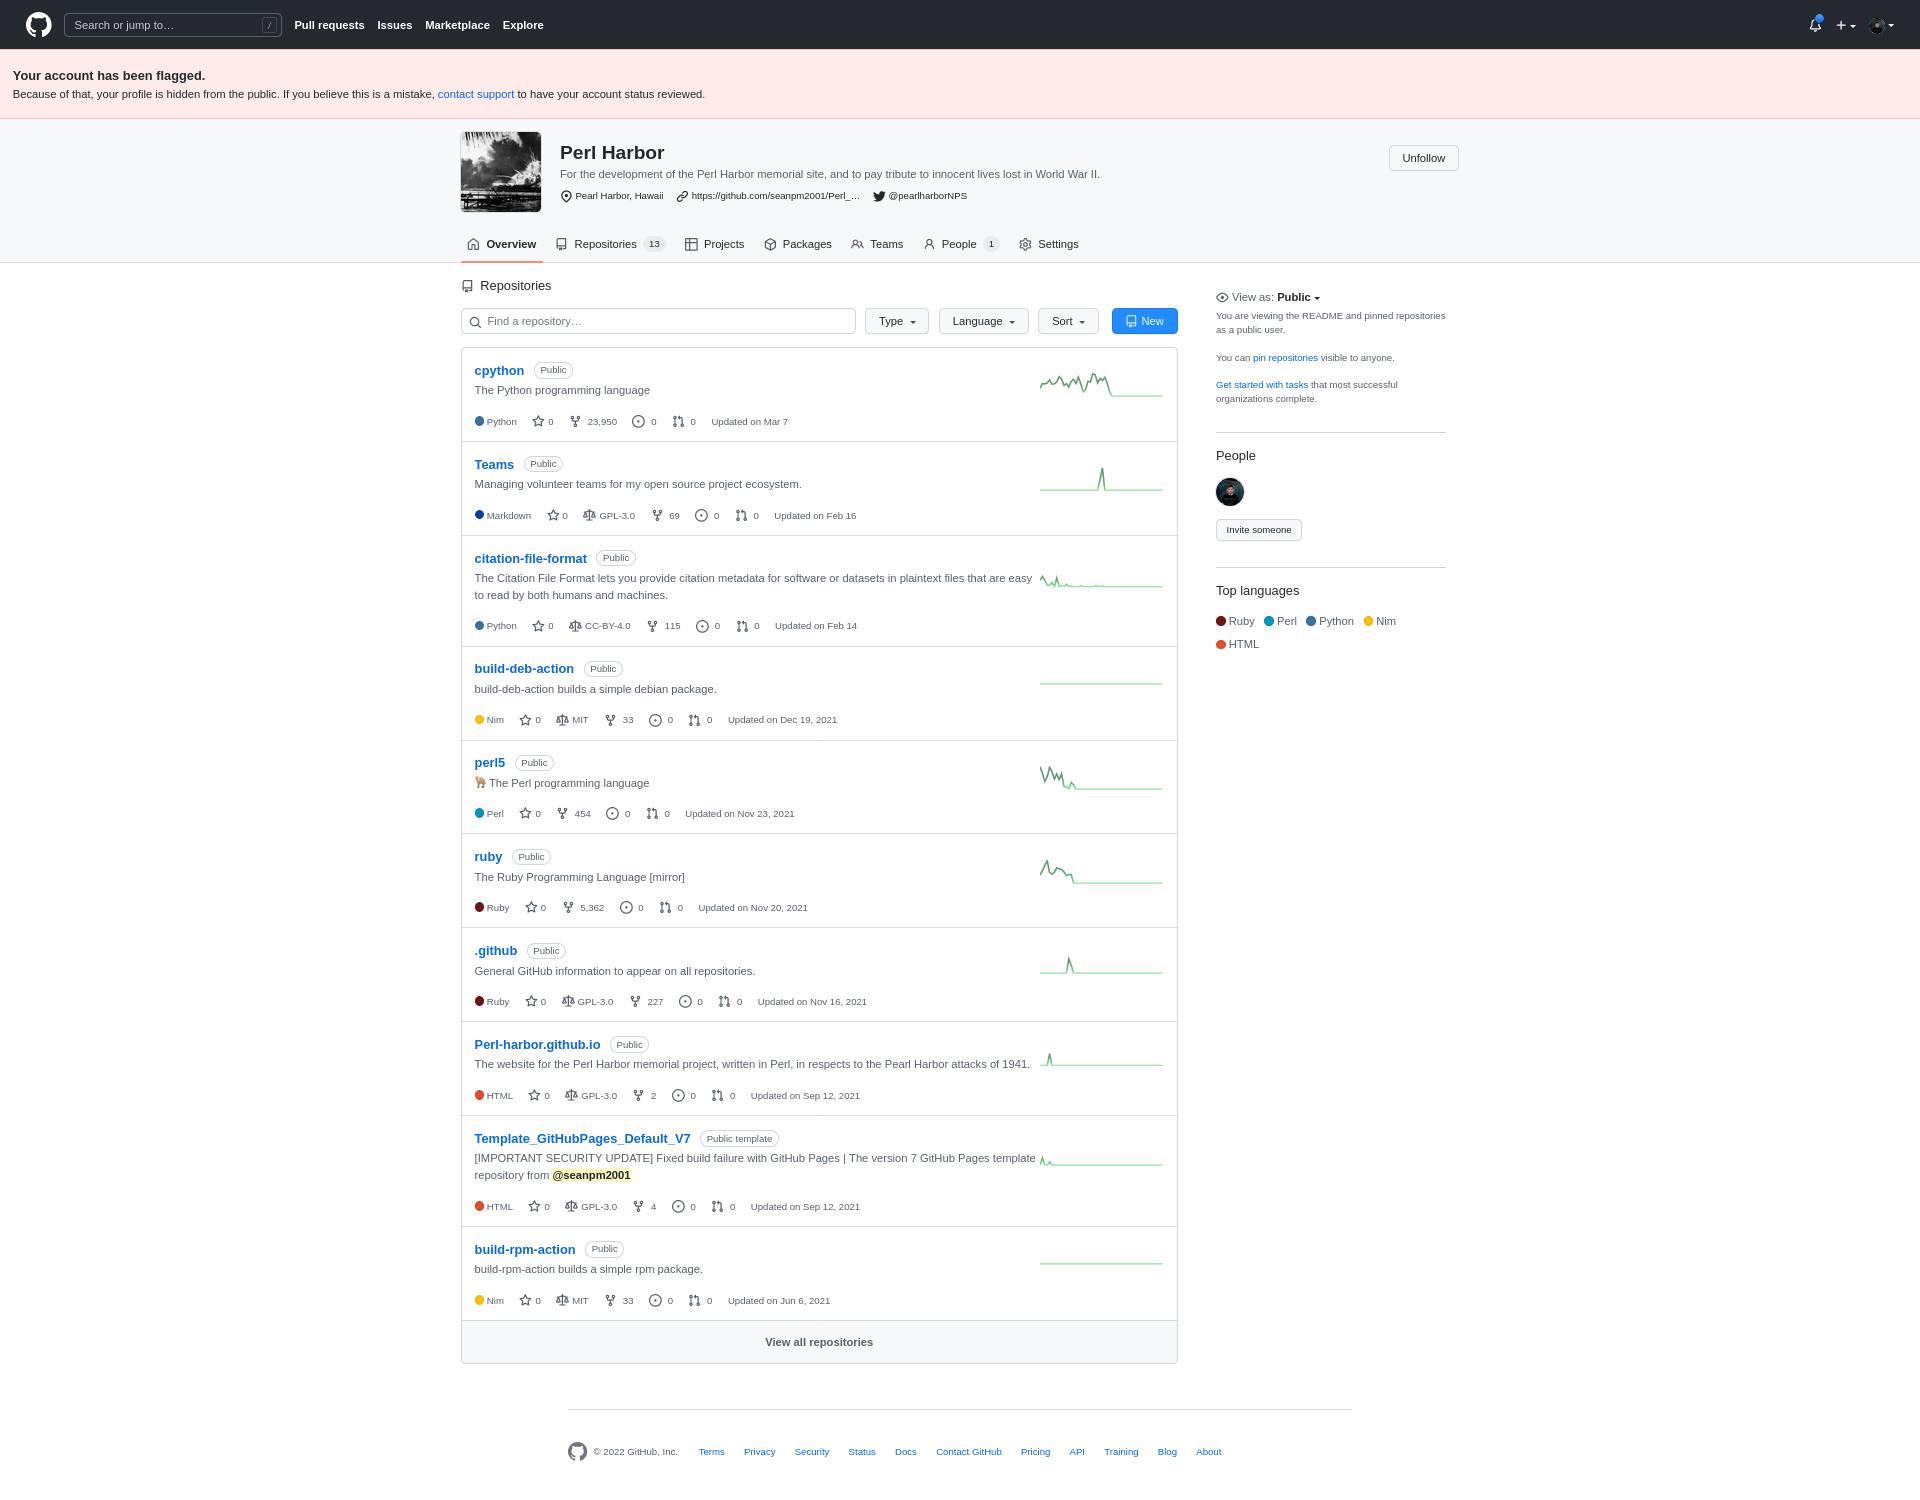 Search or jump to… /
Pull requests Issues Marketplace Explore
Your account has been flagged.
Because of that, your profile is hidden from the public. If you believe this is a mistake, contact support to have your account status reviewed.
Perl Harbor
Unfollow
For the development of the Perl Harbor memorial site, and to pay tribute to innocent lives lost in World War II.
Pearl Harbor, Hawaii https://github.com/seanpm2001/Perl_… @pearlharborNPS
Overview Repositories 13 Projects Packages Teams People 1 Settings
Repositories
Find a repository… Type Language Sort New
cpython Public
The Python programming language
Python 0 23,950 0 0 Updated on Mar 7
Teams Public
Managing volunteer teams for my open source project ecosystem.
Markdown 0 GPL-3.0 69 0 0 Updated on Feb 16
citation-file-format Public
The Citation File Format lets you provide citation metadata for software or datasets in plaintext files that are easy
to read by both humans and machines.
Python 0 CC-BY-4.0 115 0 0 Updated on Feb 14
build-deb-action Public
build-deb-action builds a simple debian package.
Nim 0 MIT 33 0 0 Updated on Dec 19, 2021
perl5 Public
🐫 The Perl programming language
Perl 0 454 0 0 Updated on Nov 23, 2021
ruby Public
The Ruby Programming Language [mirror]
Ruby 0 5,362 0 0 Updated on Nov 20, 2021
.github Public
General GitHub information to appear on all repositories.
Ruby 0 GPL-3.0 227 0 0 Updated on Nov 16, 2021
Perl-harbor.github.io Public
The website for the Perl Harbor memorial project, written in Perl, in respects to the Pearl Harbor attacks of 1941.
HTML 0 GPL-3.0 2 0 0 Updated on Sep 12, 2021
Template_GitHubPages_Default_V7 Public template
[IMPORTANT SECURITY UPDATE] Fixed build failure with GitHub Pages | The version 7 GitHub Pages template
repository from @seanpm2001
HTML 0 GPL-3.0 4 0 0 Updated on Sep 12, 2021
build-rpm-action Public
build-rpm-action builds a simple rpm package.
Nim 0 MIT 33 0 0 Updated on Jun 6, 2021
View all repositories
View as: Public
You are viewing the README and pinned repositories
as a public user.
You can pin repositories visible to anyone.
Get started with tasks that most successful
organizations complete.
People
Invite someone
Top languages
Ruby Perl Python Nim
HTML
© 2022 GitHub, Inc. Terms Privacy Security Status Docs Contact GitHub Pricing API Training Blog About